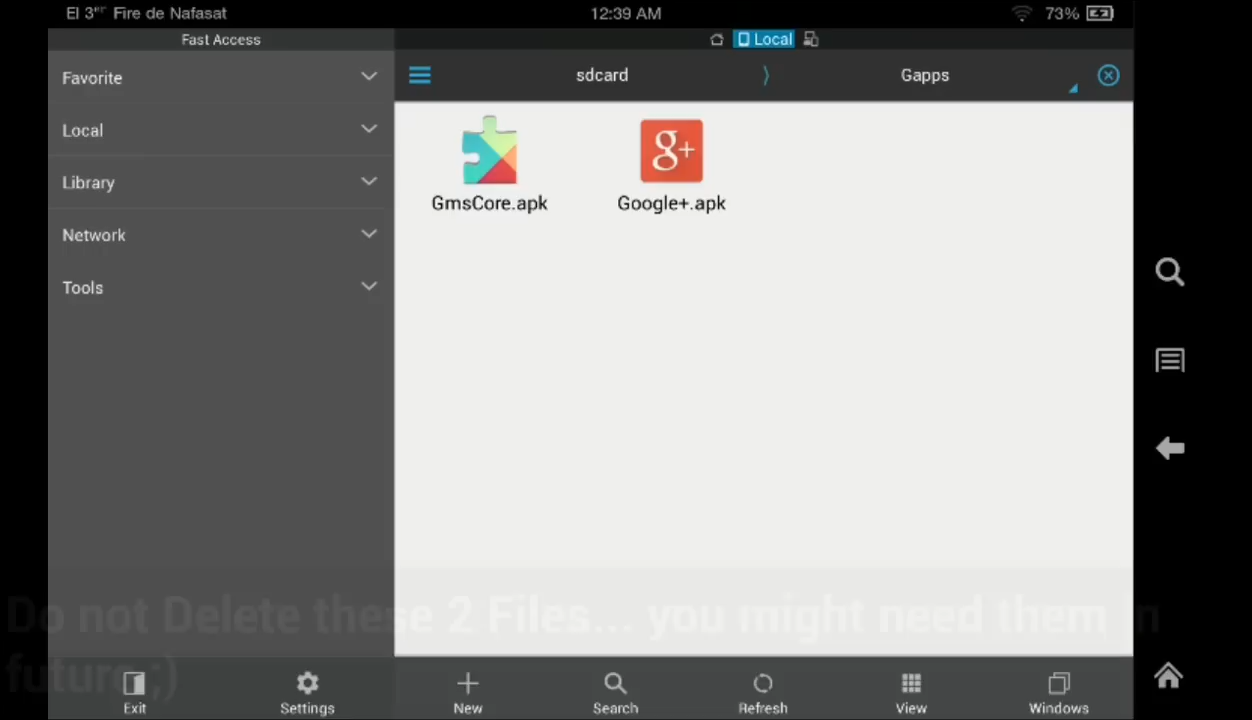 El 3ʳᵈ Fire de Nafasat
12:39 AM
73%
Fast Access
Local
Favorite
sdcard
Gapps
Local
Library
Network
Tools
GmsCore.apk
g+
Google+.apk
Do not Delete these 2 Files... you might need them in
future ;)
Exit
Settings
New
Search
Refresh
View
Windows